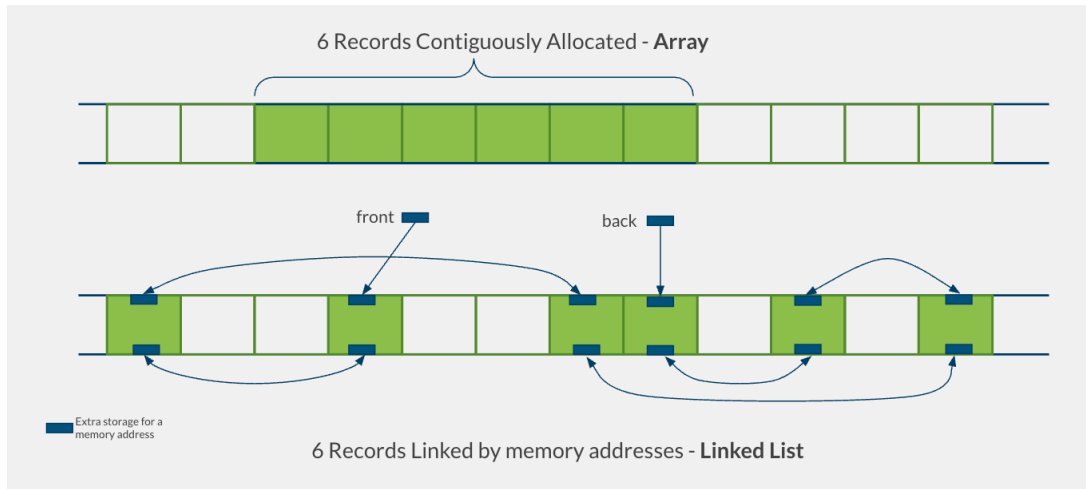 6 Records Contiguously Allocated - Array
front
back
Extra storage for a
memory address
6 Records Linked by memory addresses - Linked List